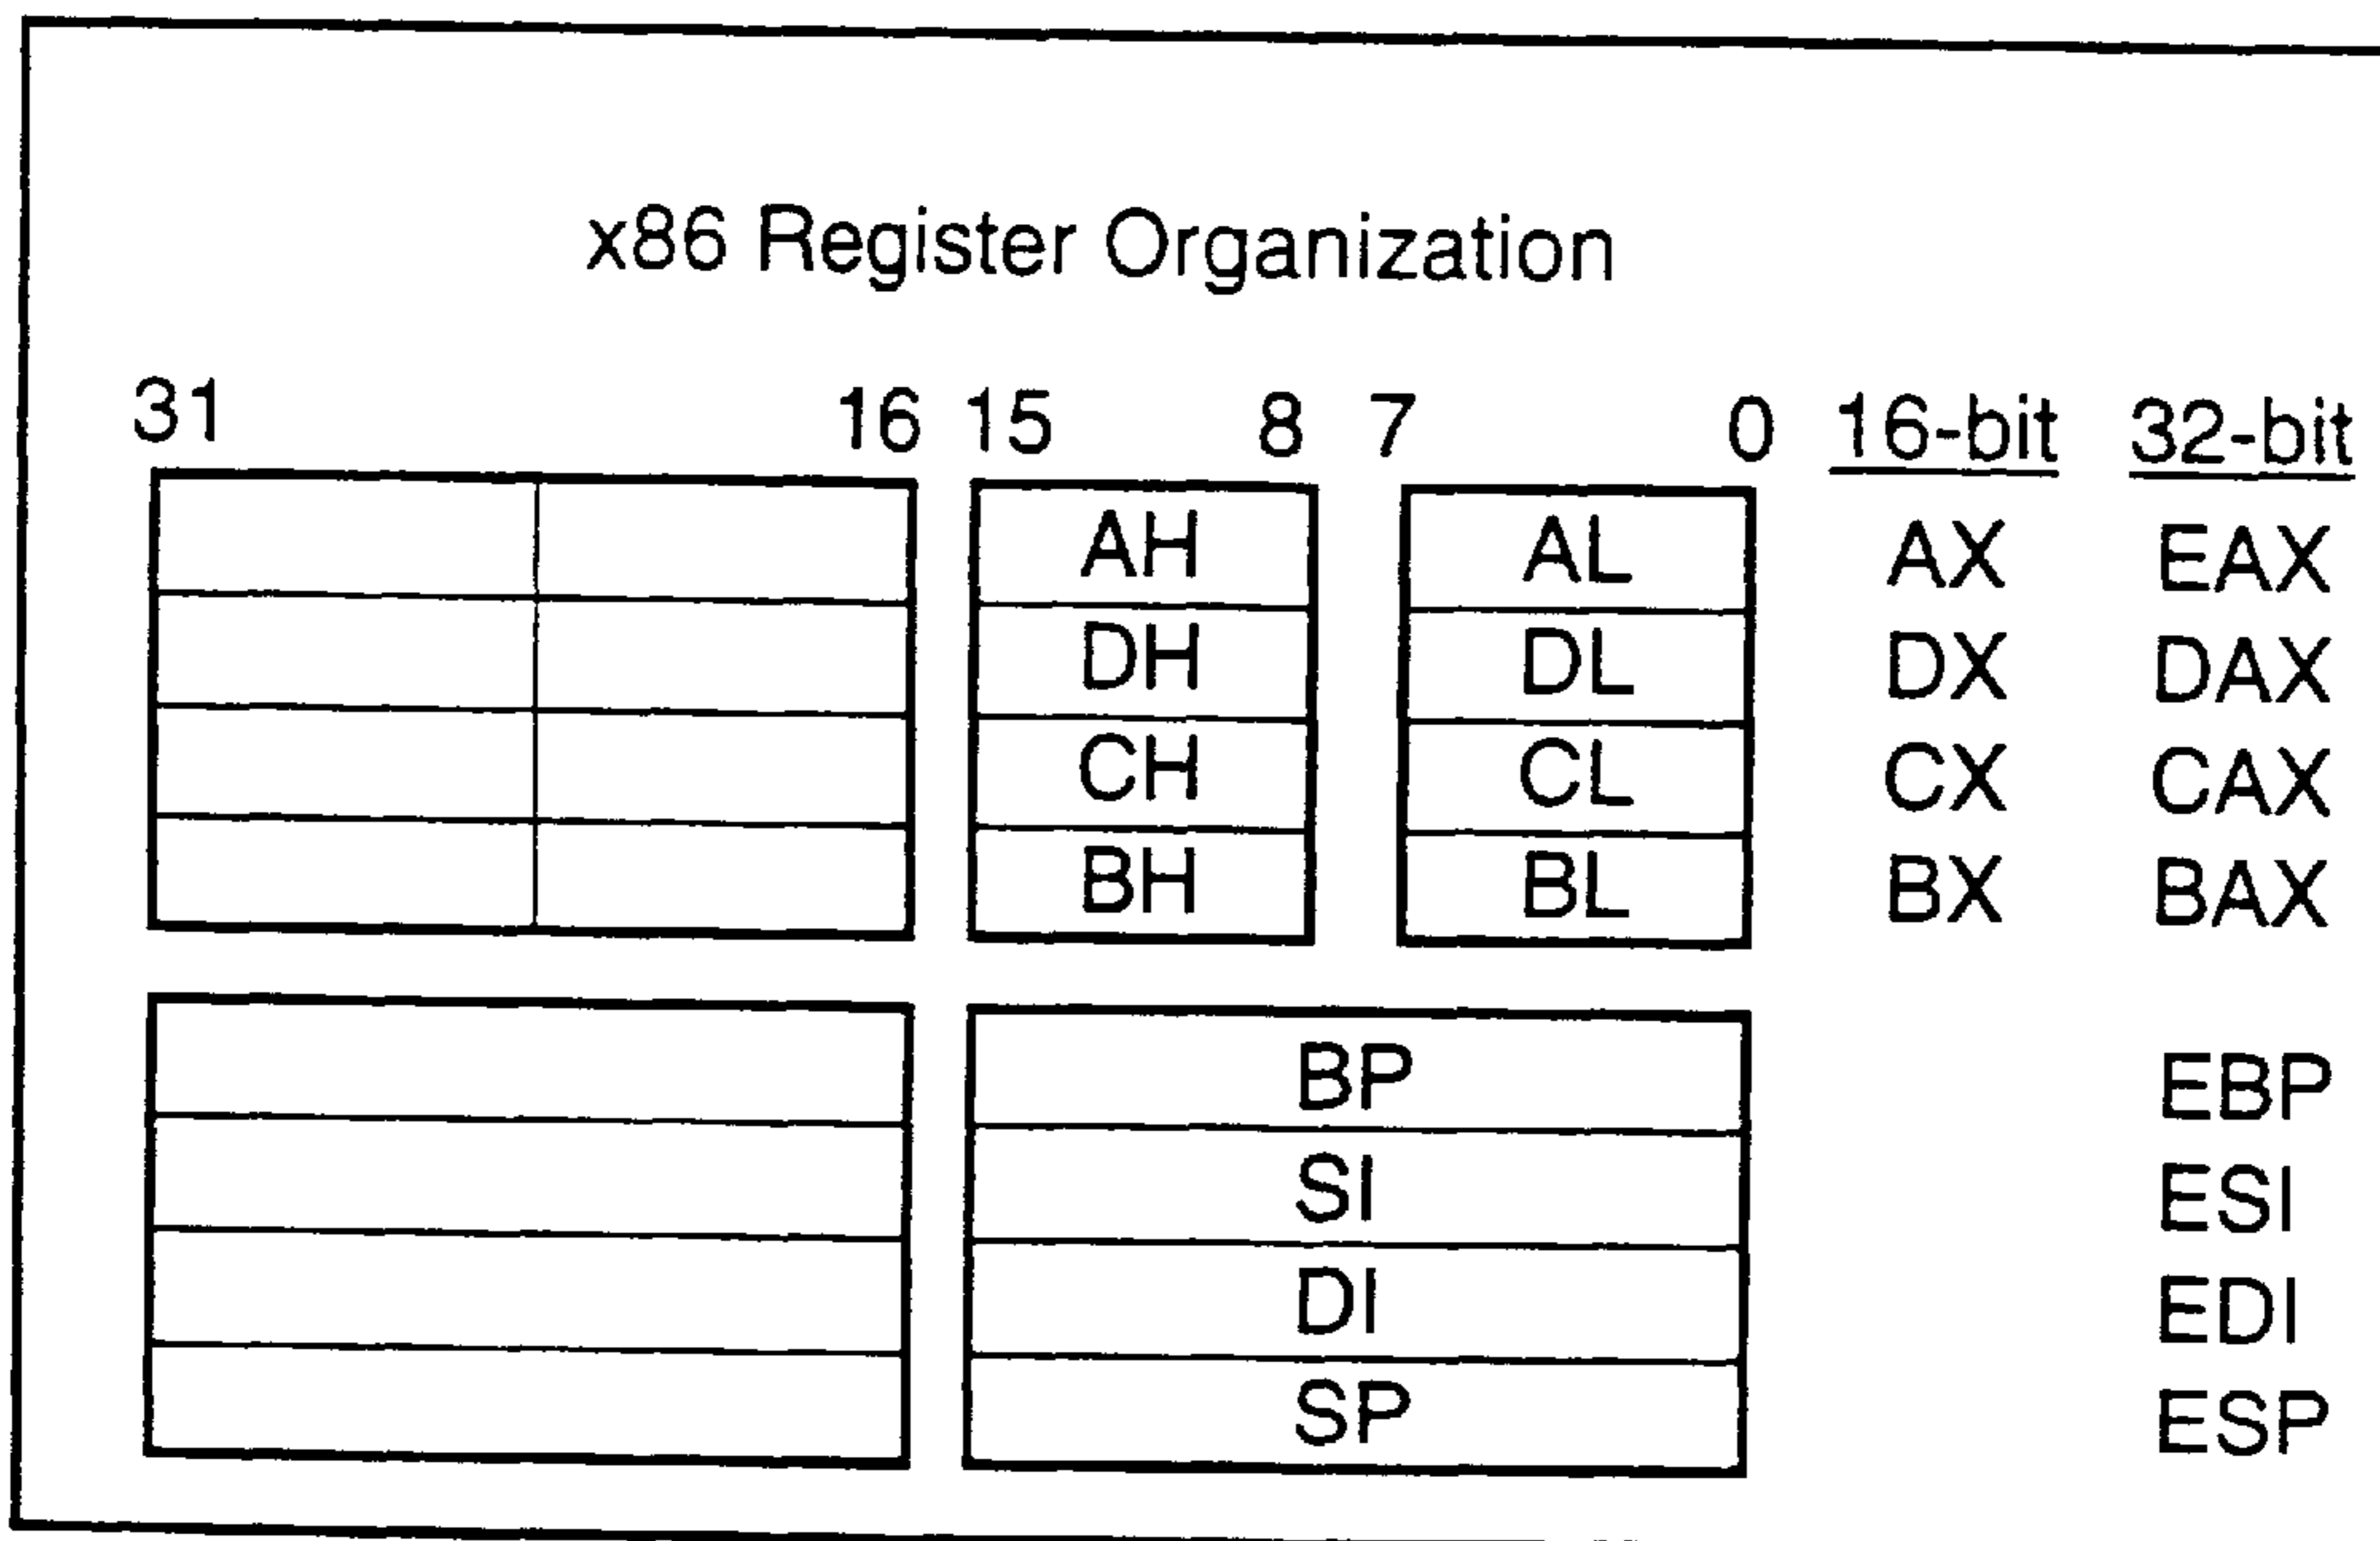 x86 Register Organization
31 16 15 8 7 0 16-bit 32-bit
AH AL AX EAX
DH DL DX DAX
CH CL CX CAX
BH BL BX BAX
BP EBP
SI ESI
DI EDI
SP ESP